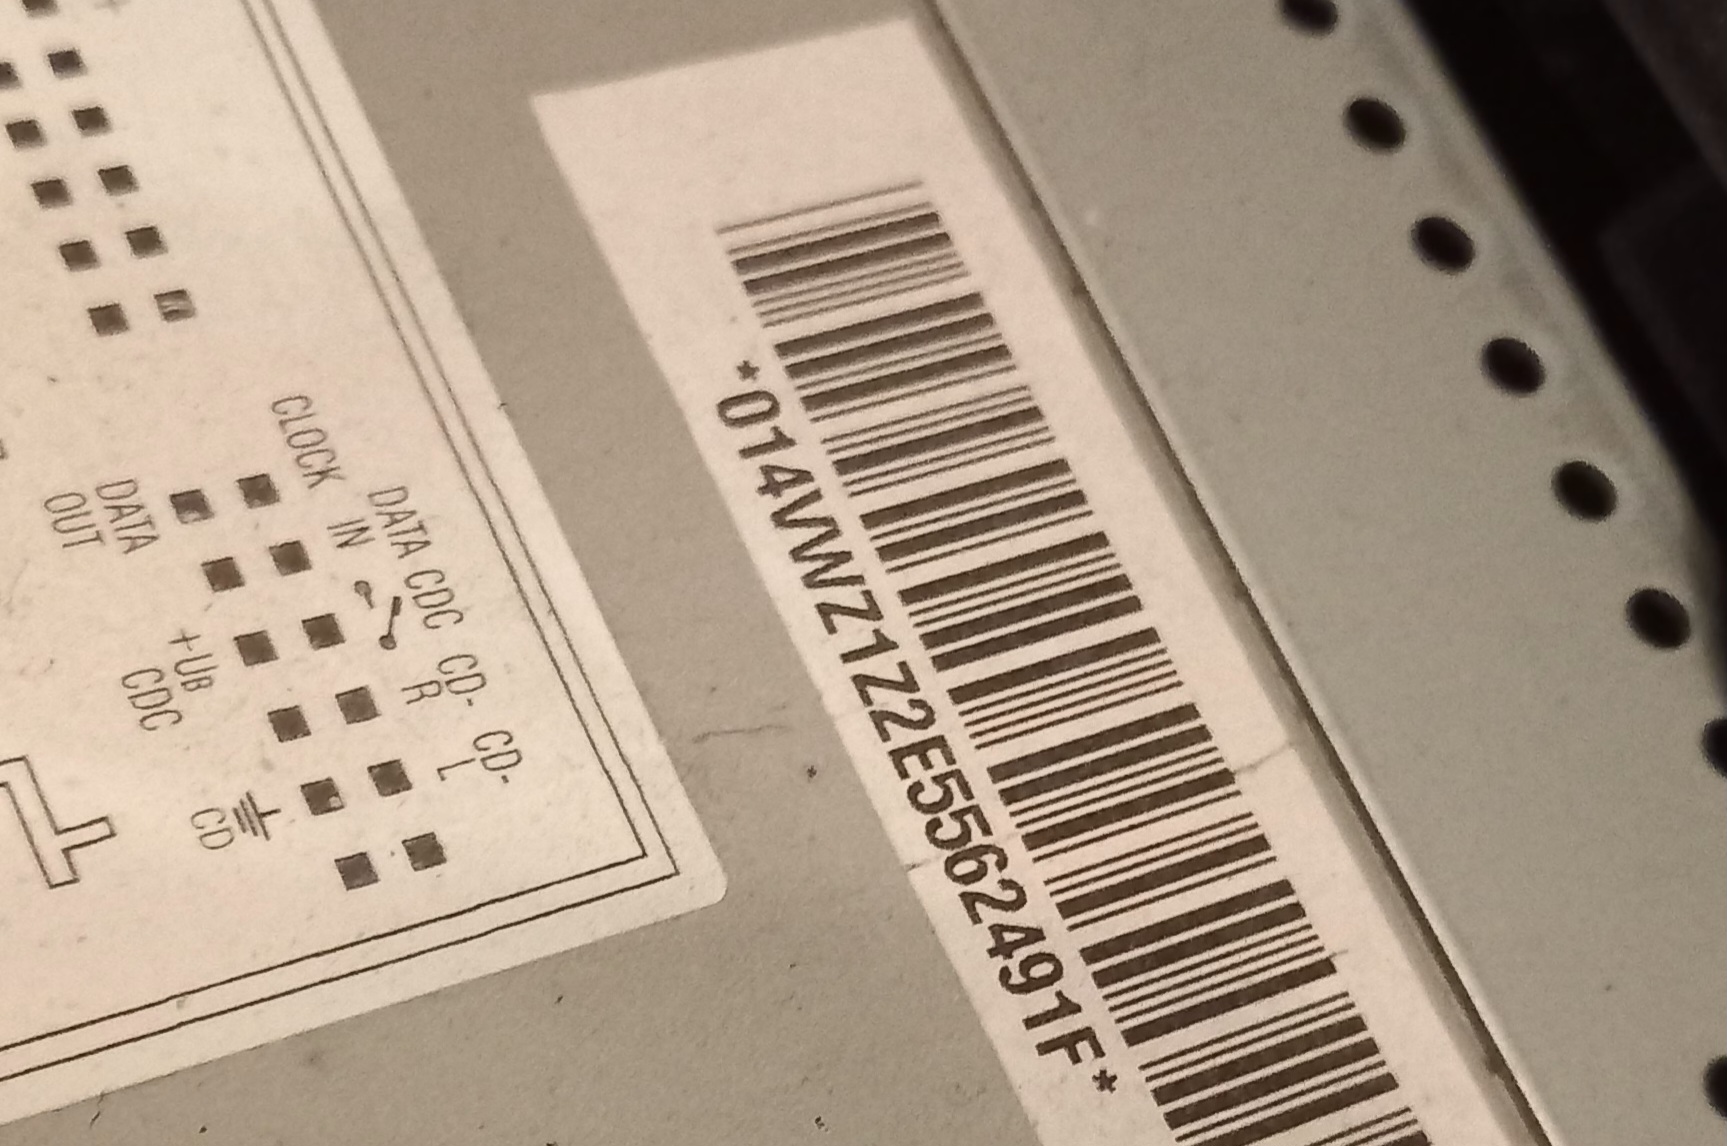 CLOCK
DATA
IN
CDC
CD-
R
CD-
L
DATA
OUT
+UB
CDC
CD
*014VWZ1Z2E5562491F*